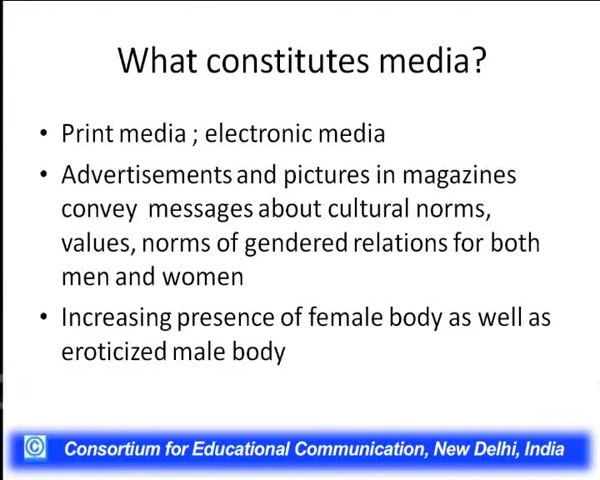 What constitutes media?
• Print media ; electronic media
• Advertisements and pictures in magazines
convey messages about cultural norms,
values, norms of gendered relations for both
men and women
• Increasing presence of female body as well as
eroticized male body
© Consortium for Educational Communication, New Delhi, India